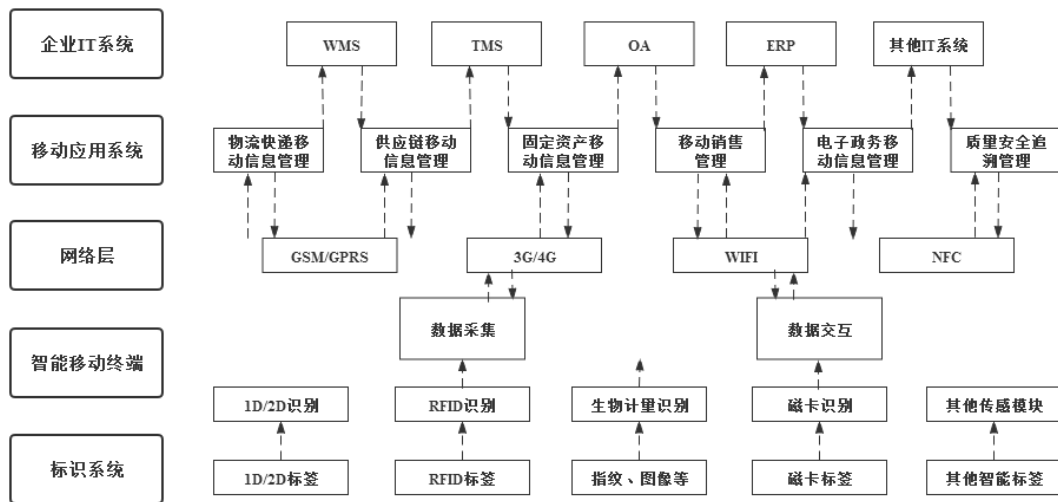 企业IT系统
WMS
TMS
OA
ERP
其他IT系统
移动应用系统
物流快递移
动信息管理
供应链移动
信息管理
固定资产移
动信息管理
移动销售
管理
电子政务移
动信息管理
质量安全追
溯管理
网络层
GSM/GPRS
3G/4G
WIFI
NFC
智能移动终端
数据采集
数据交互
1D/2D识别
RFID识别
生物计量识别
磁卡识别
其他传感模块
标识系统
1D/2D标签
RFID标签
指纹、图像等
磁卡标签
其他智能标签